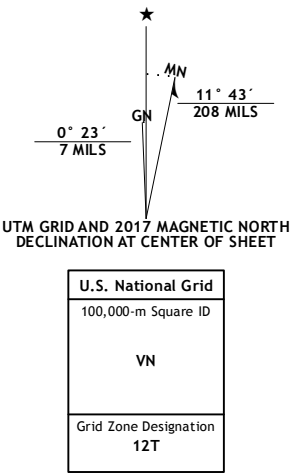 ★
MN
11° 43´
208 MILS
GN
0° 23´
7 MILS
UTM GRID AND 2017 MAGNETIC NORTH
DECLINATION AT CENTER OF SHEET
U.S. National Grid
100,000-m Square ID
VN
Grid Zone Designation
12T